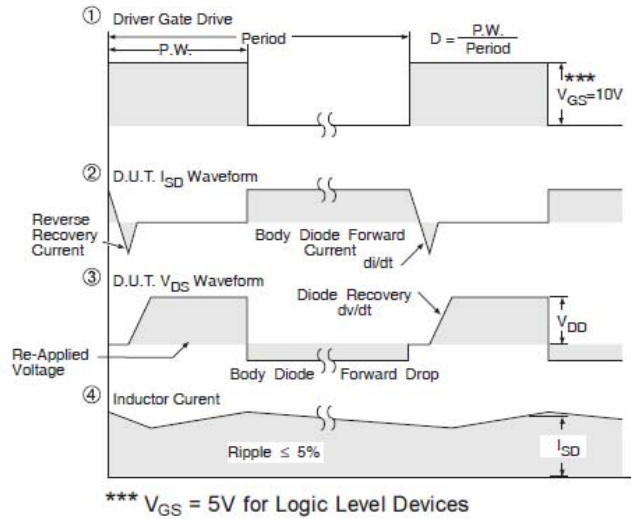 ① Driver Gate Drive
P.W.
Period
D = P.W.
Period
***
VGS=10V
② D.U.T. ISD Waveform
Reverse
Recovery
Current
Body Diode Forward
Current
di/dt
③ D.U.T. VDS Waveform
Diode Recovery
dv/dt
VDD
Re-Applied
Voltage
Body Diode Forward Drop
④ Inductor Curent
Ripple ≤ 5%
ISD
*** VGS = 5V for Logic Level Devices